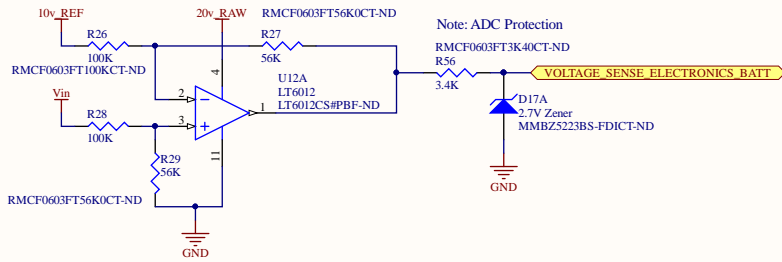 10v_REF
20v_RAW
RMCF0603FT56K0CT-ND
Note: ADC Protection
R26
R27
RMCF0603FT3K40CT-ND
100K
56K
R56
RMCF0603FT100KCT-ND
3.4K
VOLTAGE_SENSE_ELECTRONICS_BATT
4
U12A
Vin
2
LT6012
D17A
1
LT6012CS#PBF-ND
2.7V Zener
R28
3
MMBZ5223BS-FDICT-ND
100K
11
R29
56K
GND
RMCF0603FT56K0CT-ND
GND